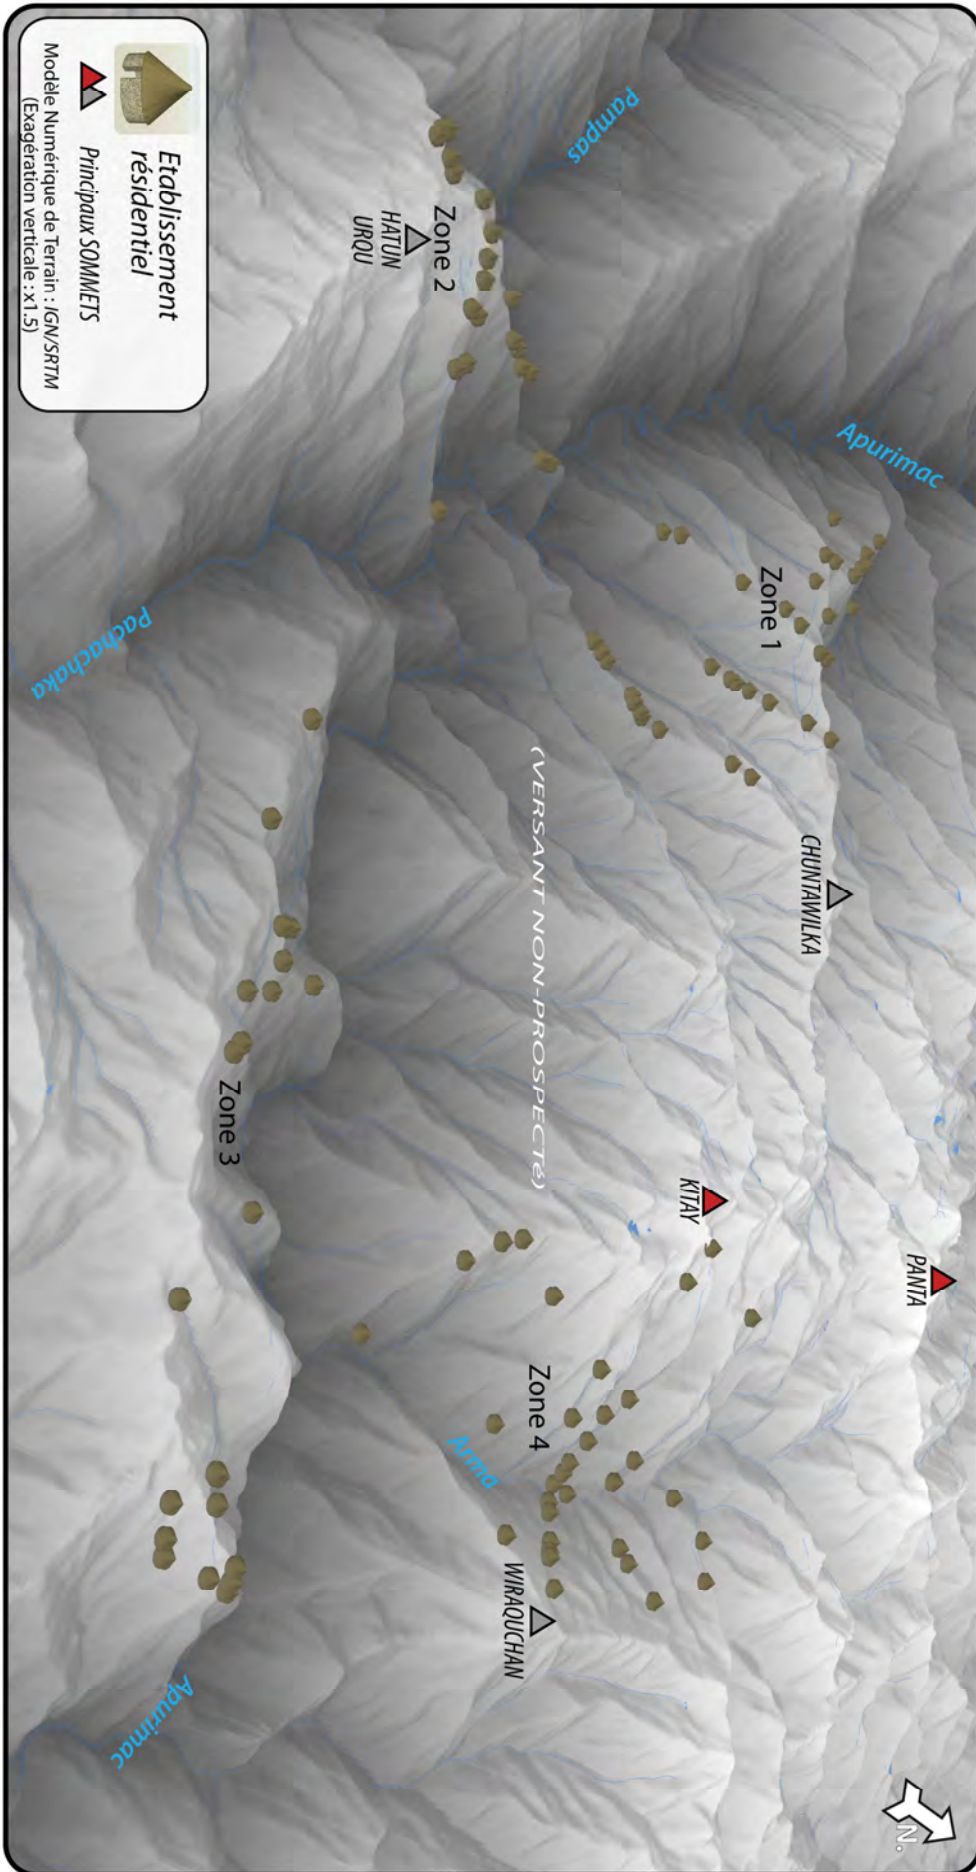 Pampas
Apurimac
Zone 2
HATUN
URQU
Zone 1
CHUNTAWILKA
Pachachaka
(VERSANT NON-PROSPECTé)
KITAY
PANTA
Zone 3
Zone 4
Arma
WIRAQUCHAN
Apurimac
N.
Etablissement
résidentiel
Principaux SOMMETS
Modèle Numérique de Terrain : IGN/SRTM
(Exagération verticale : x1.5)